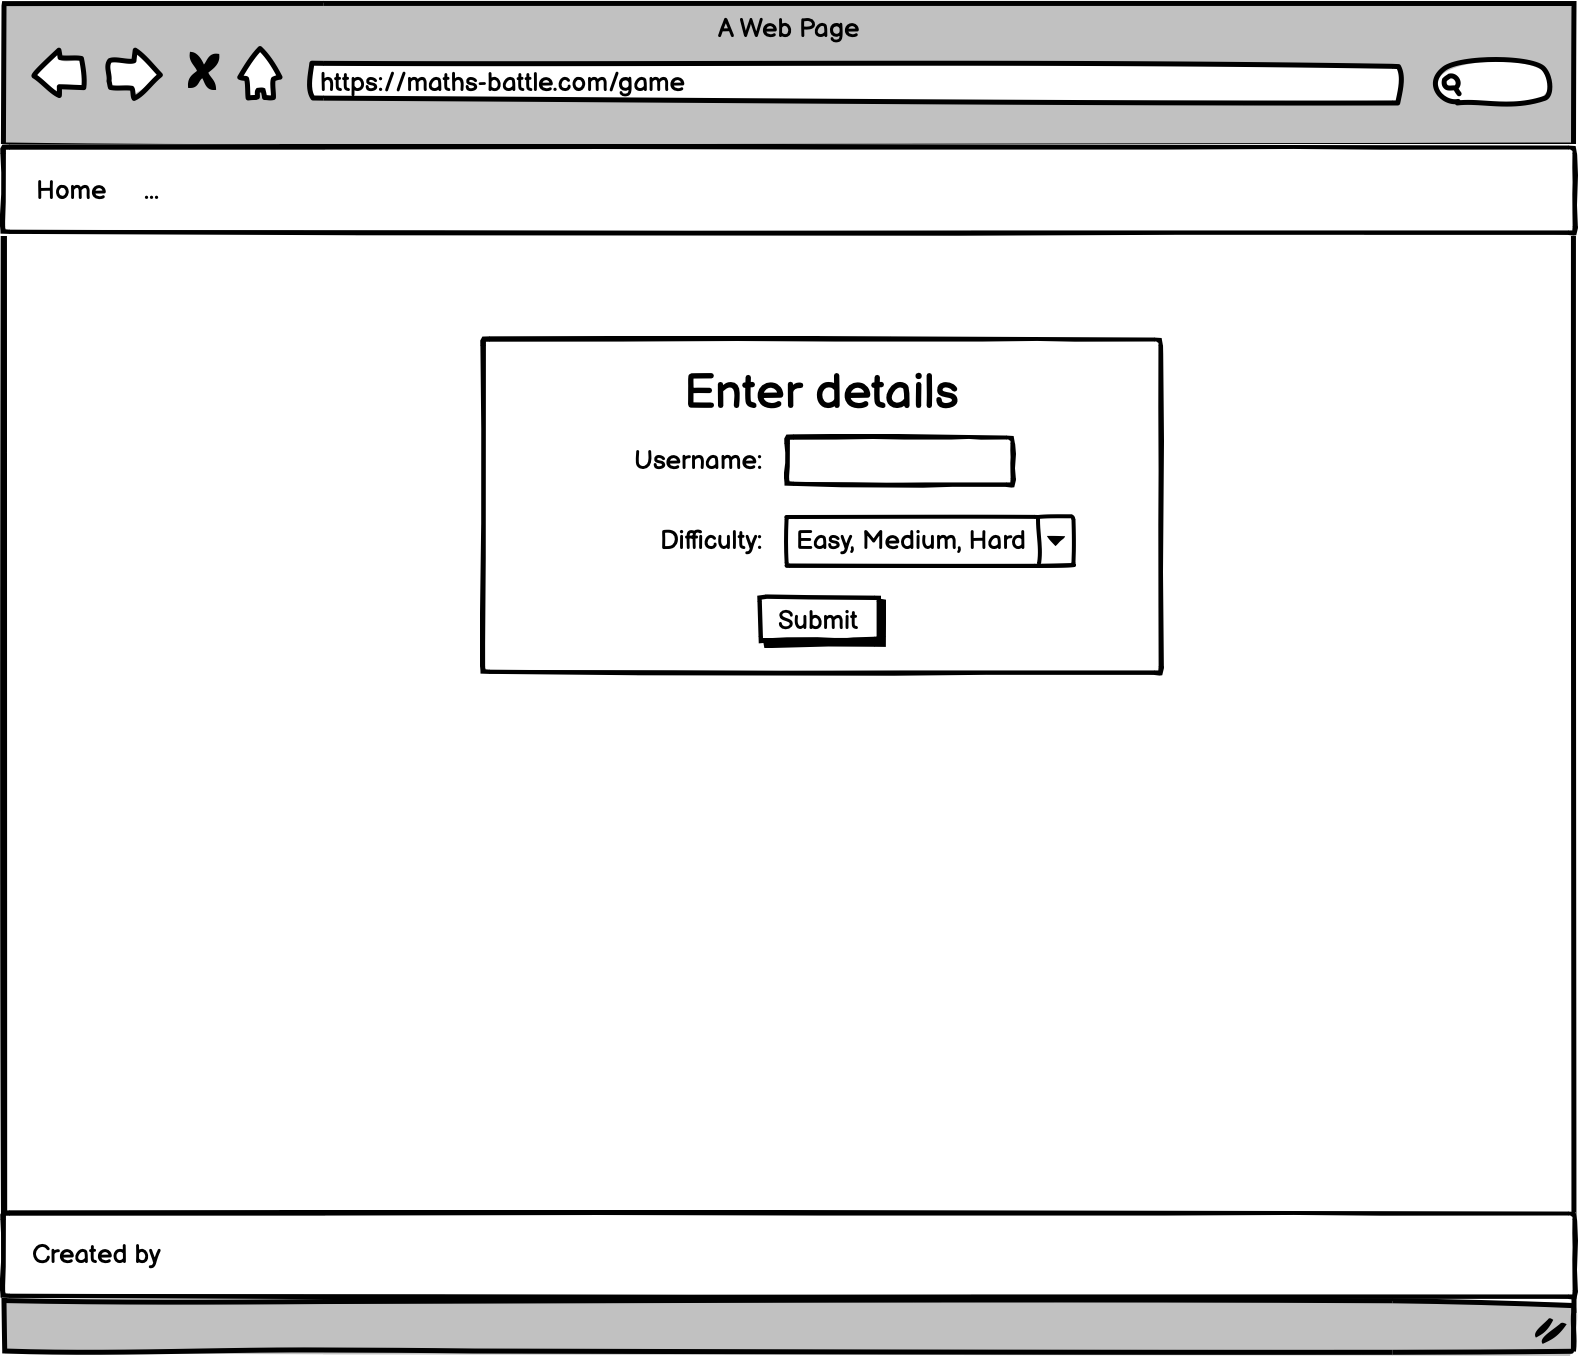 A Web Page
https://maths-battle.com/game
Home ...
Enter details
Username:
Difficulty: Easy, Medium, Hard
Submit
Created by